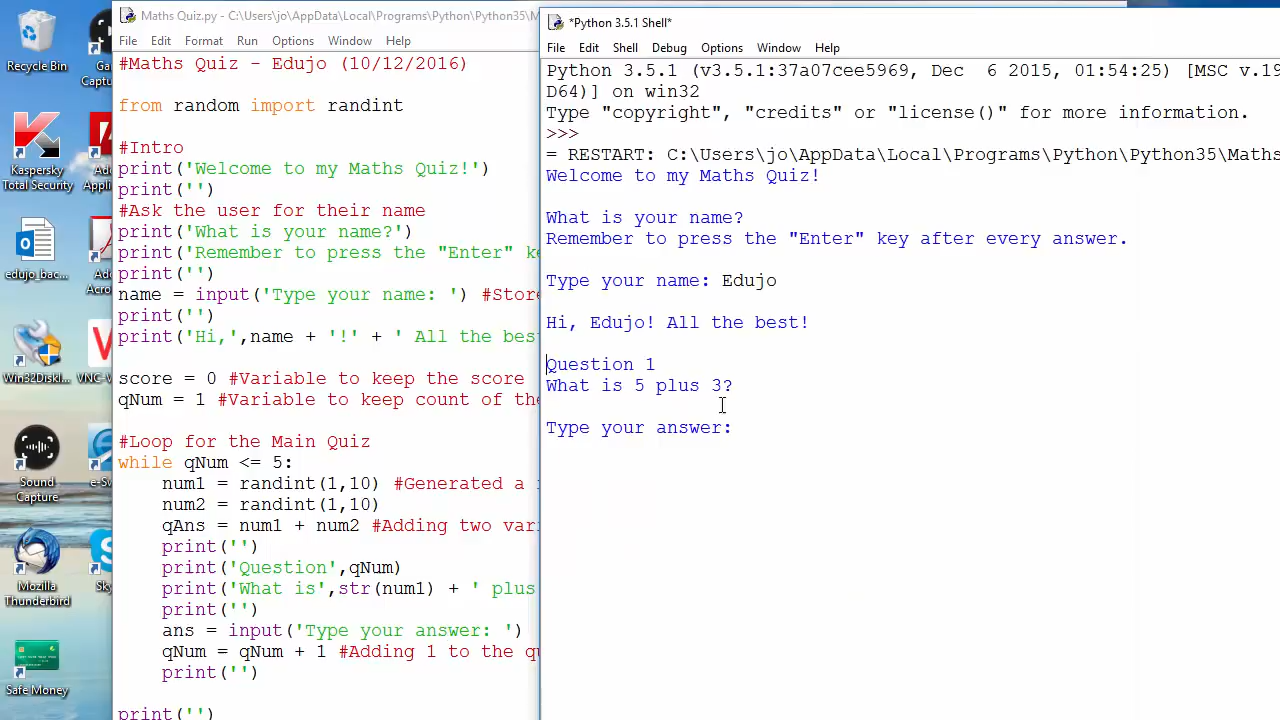 Recycle Bin
Kaspersky
Total Security
edujo_bac...
Win32Diskl...
VNC-V
Sound
Capture
Mozilla
Thunderbird
Safe Money
Maths Quiz.py - C:\Users\jo\AppData\Local\Programs\Python\Python35\M
File Edit Format Run Options Window Help
#Maths Quiz - Edujo (10/12/2016)
from random import randint
#Intro
print('Welcome to my Maths Quiz!')
print('')
#Ask the user for their name
print('What is your name?')
print('Remember to press the "Enter" ke
print('')
name = input('Type your name: ') #Store
print('')
print('Hi,',name + '!' + ' All the best
score = 0 #Variable to keep the score
qNum = 1 #Variable to keep count of the
#Loop for the Main Quiz
while qNum <= 5:
num1 = randint(1,10) #Generated a r
num2 = randint(1,10)
qAns = num1 + num2 #Adding two vari
print('')
print('Question',qNum)
print('What is',str(num1) + ' plus
print('')
ans = input('Type your answer: ')
qNum = qNum + 1 #Adding 1 to the qu
print('')
print('')
*Python 3.5.1 Shell*
File Edit Shell Debug Options Window Help
Python 3.5.1 (v3.5.1:37a07cee5969, Dec  6 2015, 01:54:25) [MSC v.19
D64)] on win32
Type "copyright", "credits" or "license()" for more information.
>>>
= RESTART: C:\Users\jo\AppData\Local\Programs\Python\Python35\Maths
Welcome to my Maths Quiz!
What is your name?
Remember to press the "Enter" key after every answer.
Type your name: Edujo
Hi, Edujo! All the best!
Question 1
What is 5 plus 3?
Type your answer: